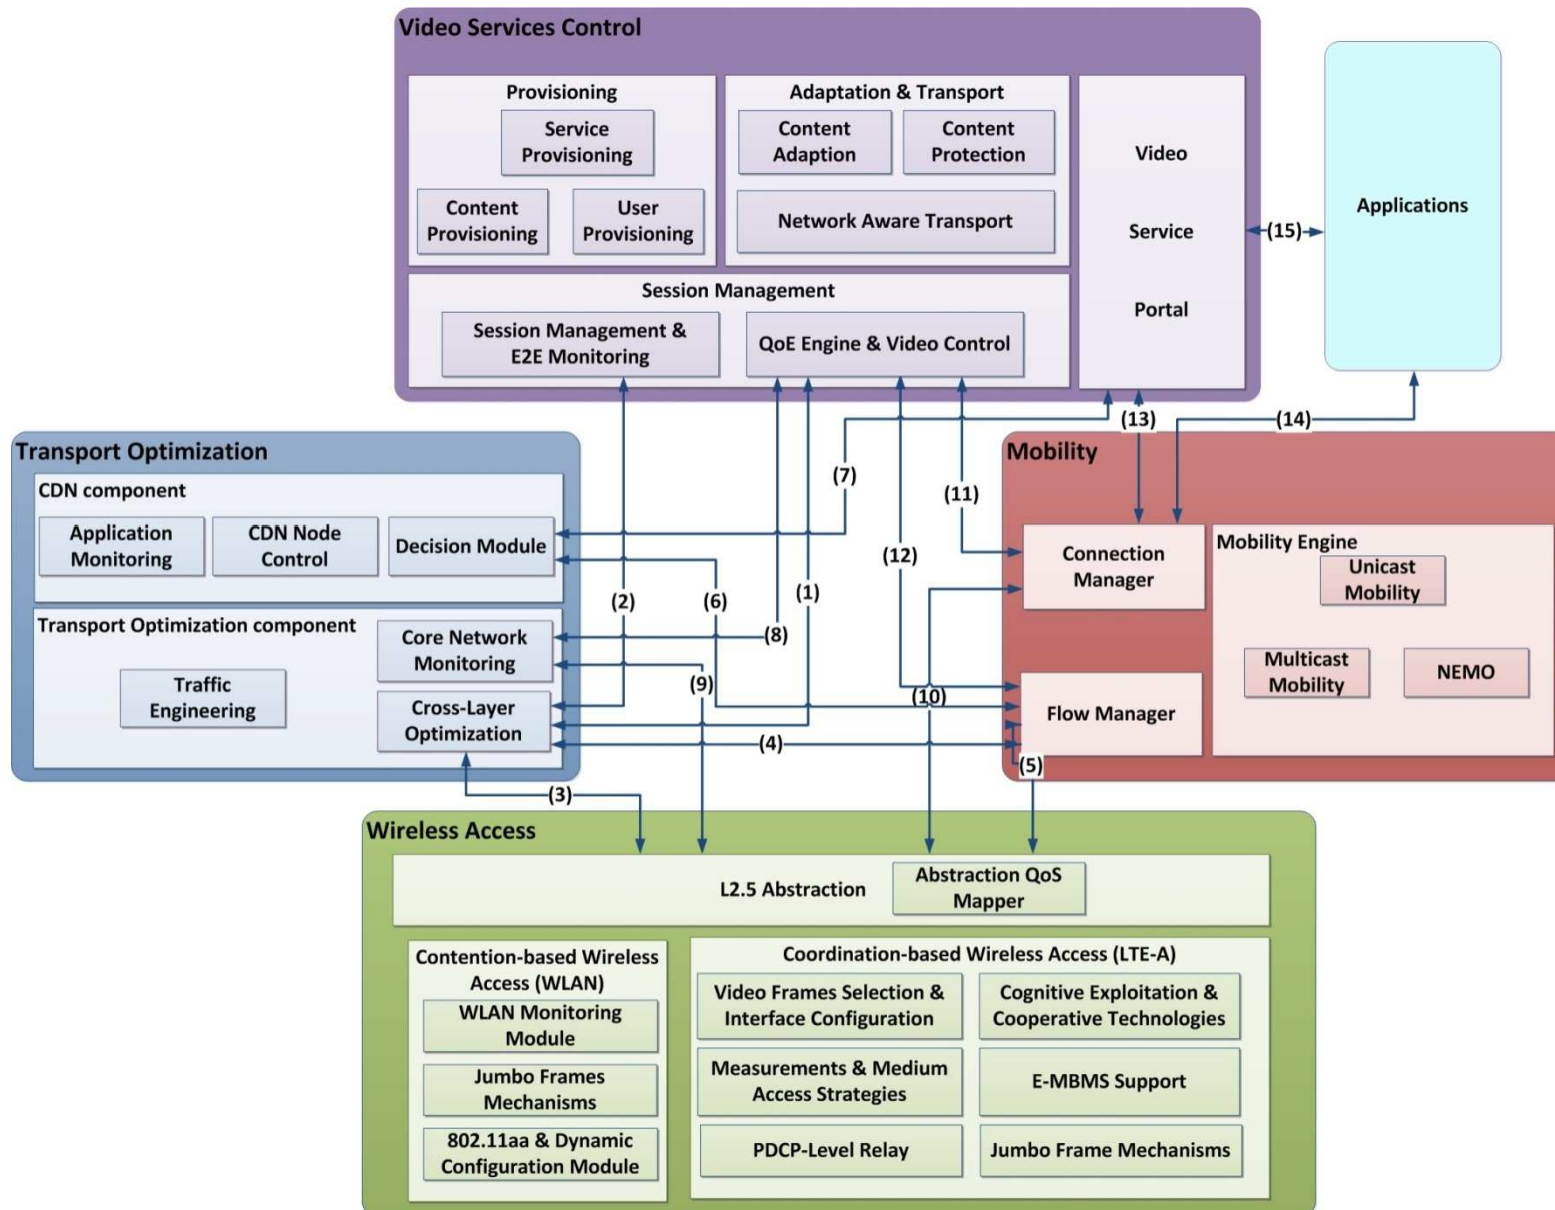 Video Services Control
Provisioning
Service
Provisioning
Content
Provisioning
User
Provisioning
Adaptation & Transport
Content
Adaption
Content
Protection
Network Aware Transport
Video
Service
Portal
Session Management
Session Management &
E2E Monitoring
QoE Engine & Video Control
Applications
(15)
(13)
(14)
(7)
(11)
(12)
(2)
(6)
(1)
(8)
(9)
(10)
(4)
(5)
(3)
Transport Optimization
CDN component
Application
Monitoring
CDN Node
Control
Decision Module
Transport Optimization component
Core Network
Monitoring
Traffic
Engineering
Cross-Layer
Optimization
Mobility
Connection
Manager
Flow Manager
Mobility Engine
Unicast
Mobility
Multicast
Mobility
NEMO
Wireless Access
L2.5 Abstraction
Abstraction QoS
Mapper
Contention-based Wireless
Access (WLAN)
WLAN Monitoring
Module
Jumbo Frames
Mechanisms
802.11aa & Dynamic
Configuration Module
Coordination-based Wireless Access (LTE-A)
Video Frames Selection &
Interface Configuration
Cognitive Exploitation &
Cooperative Technologies
Measurements & Medium
Access Strategies
E-MBMS Support
PDCP-Level Relay
Jumbo Frame Mechanisms